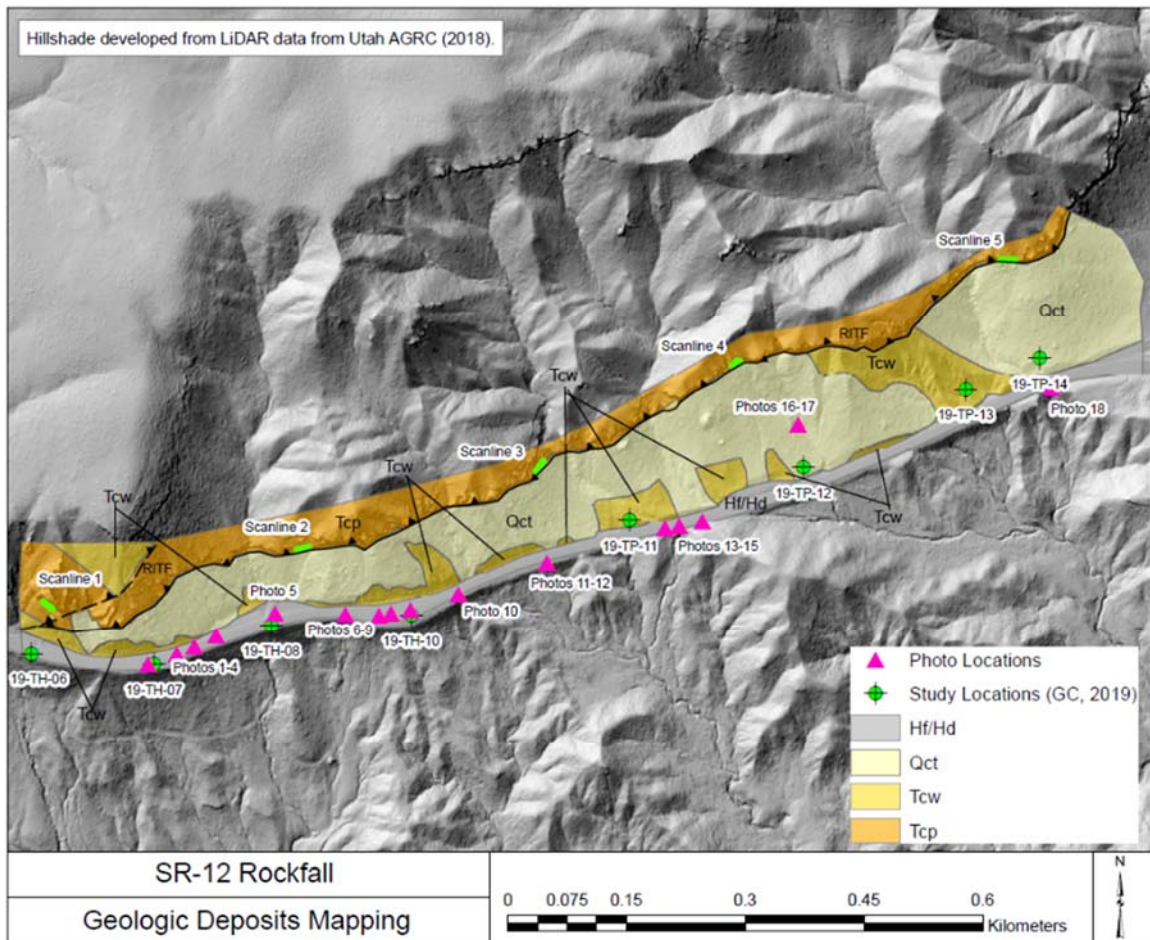 Hillshade developed from LiDAR data from Utah AGRC (2018).
Scanline 5
Qct
RITF
Scanline 4
Tcw
Tcw
19-TP-14
19-TP-13
Photo 18
Photos 16-17
Scanline 3
Tcw
19-TP-12
Hf/Hd
Tcw
Scanline 2
Tcp
Qct
19-TP-11
Photos 13-15
Tcw
RITF
Scanline 1
Photo 5
Photos 11-12
Photo 10
Photos 6-9
19-TH-10
19-TH-08
Photos 1-4
19-TH-06
19-TH-07
Tcw
Photo Locations
Study Locations (GC, 2019)
Hf/Hd
Qct
Tcw
Tcp
SR-12 Rockfall
Geologic Deposits Mapping
0 0.075 0.15 0.3 0.45 0.6
Kilometers
N